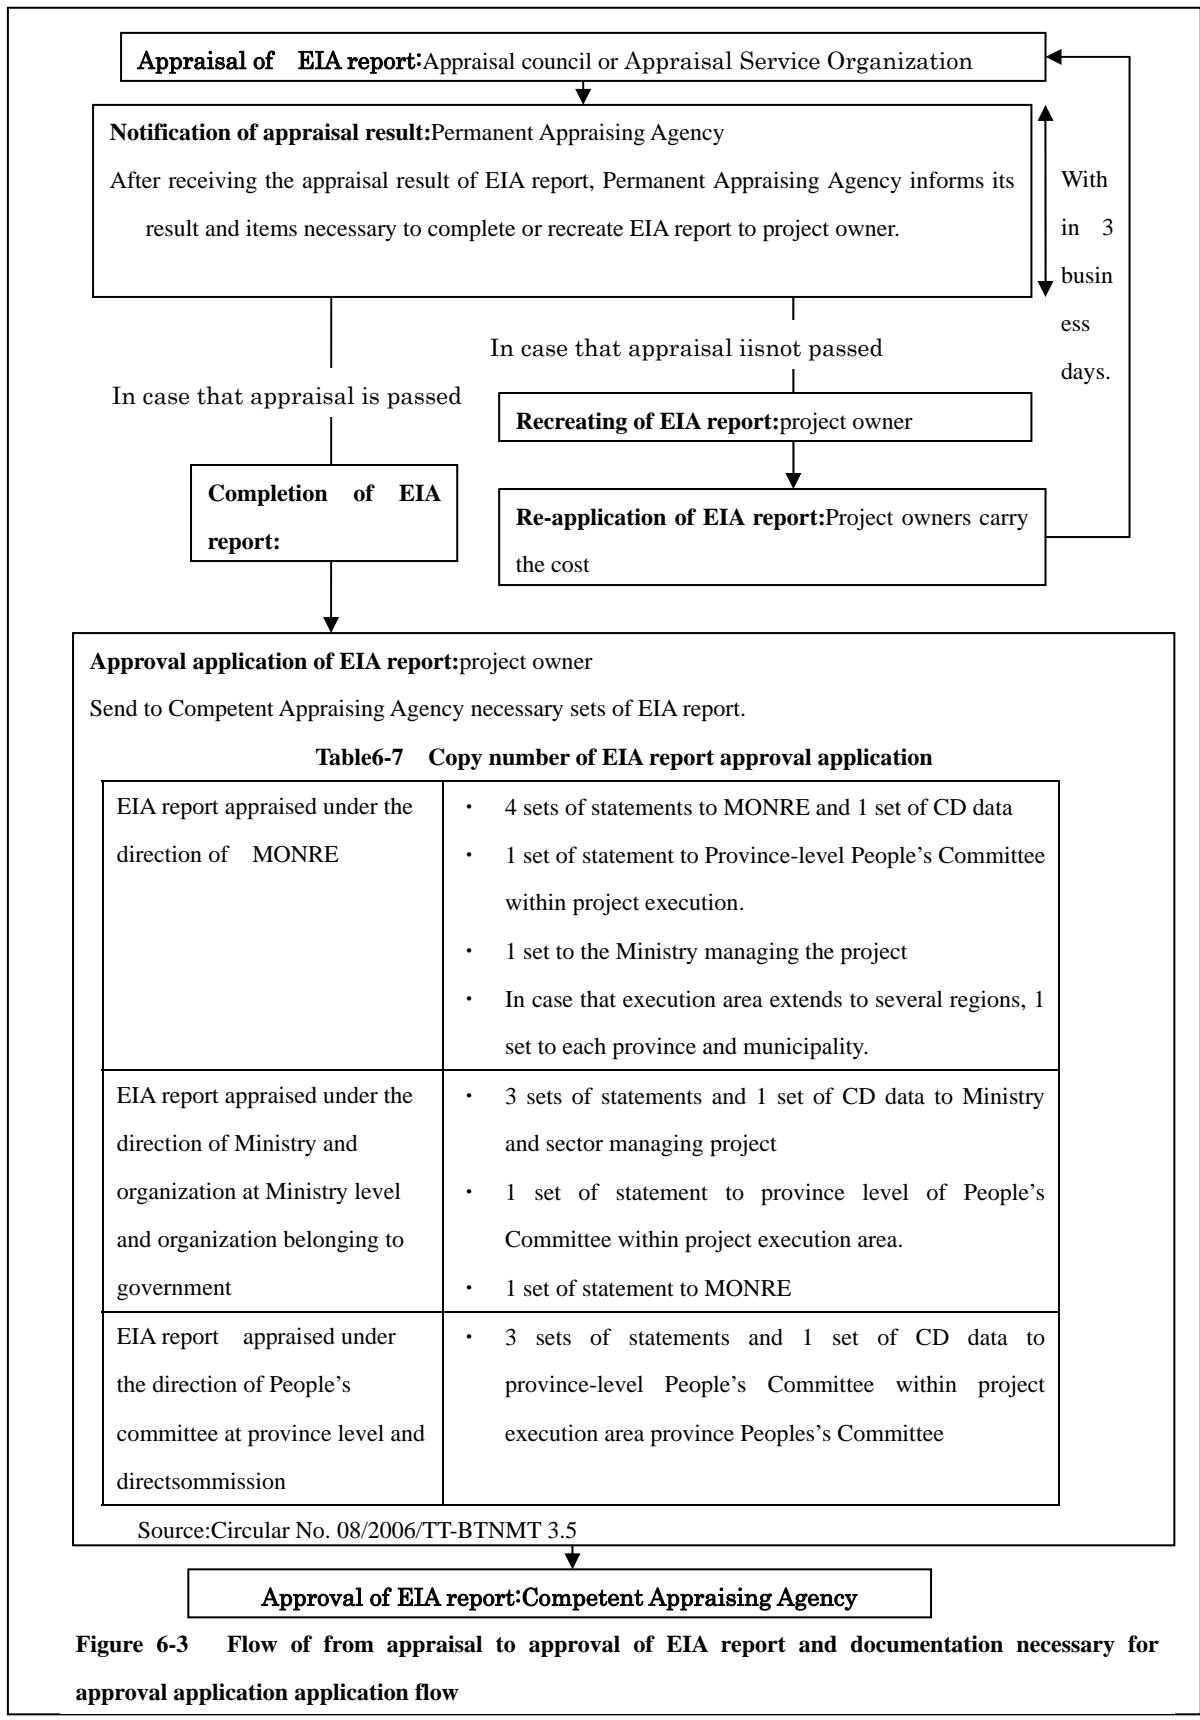 Appraisal of EIA report:Appraisal council or Appraisal Service Organization
Notification of appraisal result:Permanent Appraising Agency
After receiving the appraisal result of EIA report, Permanent Appraising Agency informs its
result and items necessary to complete or recreate EIA report to project owner.
With
in 3
busin
ess
days.
In case that appraisal iisnot passed
In case that appraisal is passed
Recreating of EIA report:project owner
Completion of EIA
report:
Re-application of EIA report:Project owners carry
the cost
Approval application of EIA report:project owner
Send to Competent Appraising Agency necessary sets of EIA report.
Table6-7 Copy number of EIA report approval application
EIA report appraised under the
direction of MONRE
・ 4 sets of statements to MONRE and 1 set of CD data
・ 1 set of statement to Province-level People’s Committee
within project execution.
・ 1 set to the Ministry managing the project
・ In case that execution area extends to several regions, 1
set to each province and municipality.
EIA report appraised under the
direction of Ministry and
organization at Ministry level
and organization belonging to
government
・ 3 sets of statements and 1 set of CD data to Ministry
and sector managing project
・ 1 set of statement to province level of People’s
Committee within project execution area.
・ 1 set of statement to MONRE
EIA report appraised under
the direction of People’s
committee at province level and
directsommission
・ 3 sets of statements and 1 set of CD data to
province-level People’s Committee within project
execution area province Peoples’s Committee
Source:Circular No. 08/2006/TT-BTNMT 3.5
Approval of EIA report:Competent Appraising Agency
Figure 6-3 Flow of from appraisal to approval of EIA report and documentation necessary for
approval application application flow